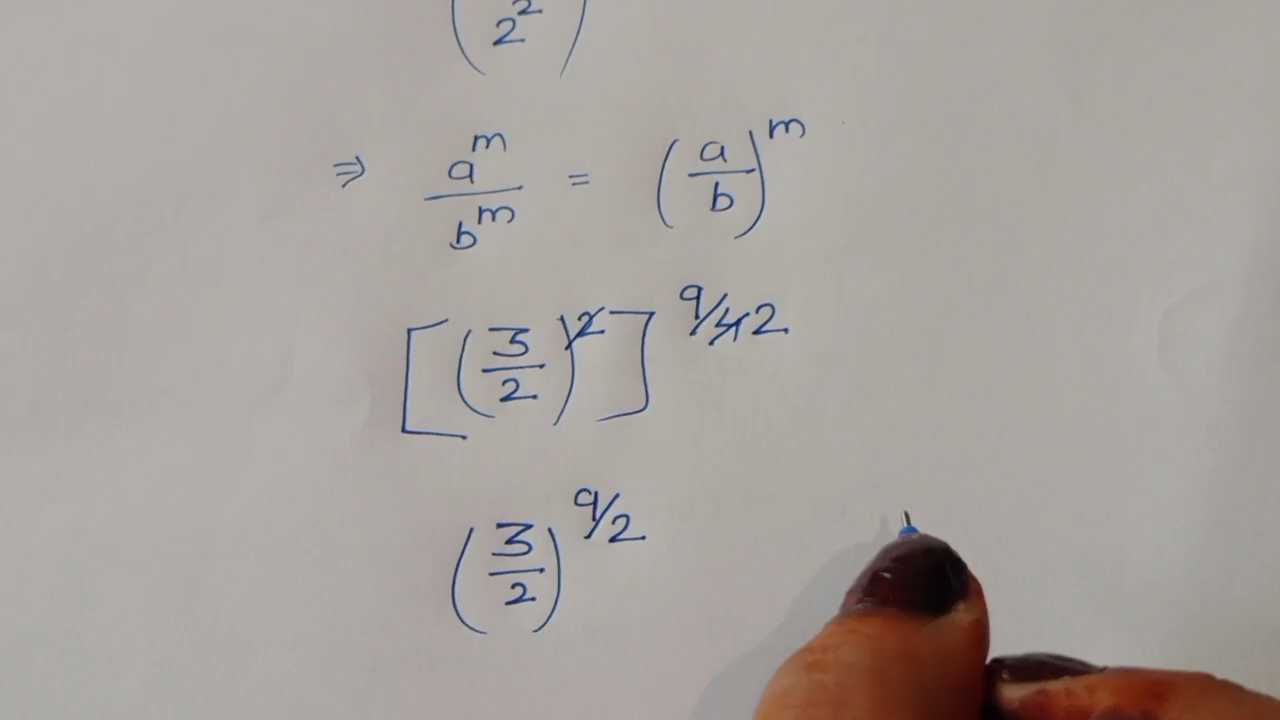 (2²)
⇒ a^m/b^m = (a/b)^m
[(3/2)^2]^9/4 2
(3/2)^9/2